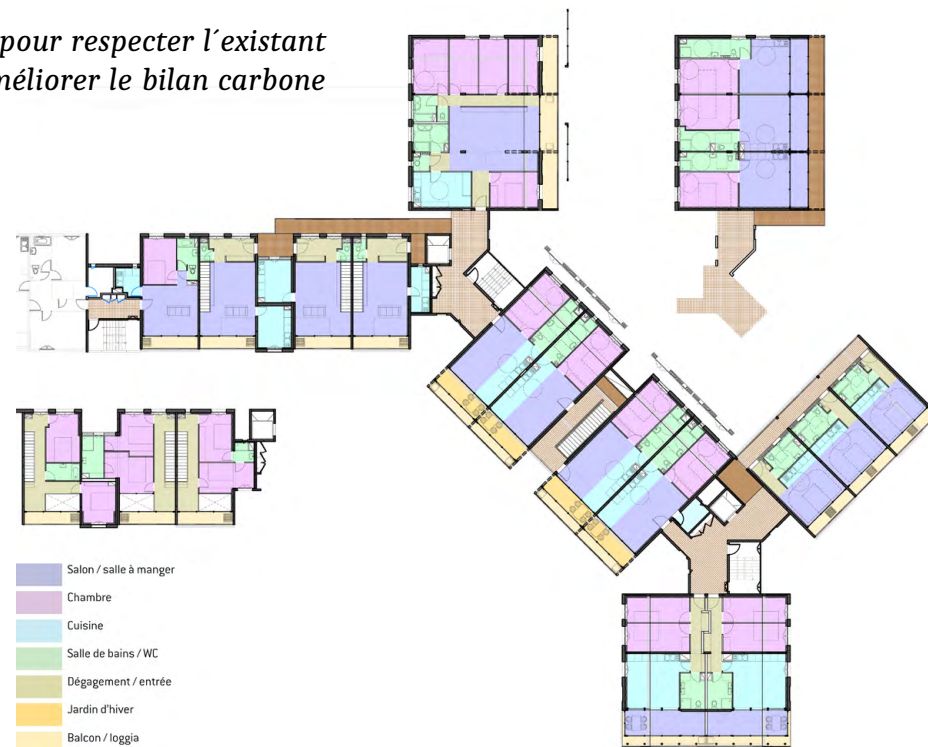 pour respecter l´existant
méliorer le bilan carbone
Salon / salle à manger
Chambre
Cuisine
Salle de bains / WC
Dégagement / entrée
Jardin d'hiver
Balcon / loggia